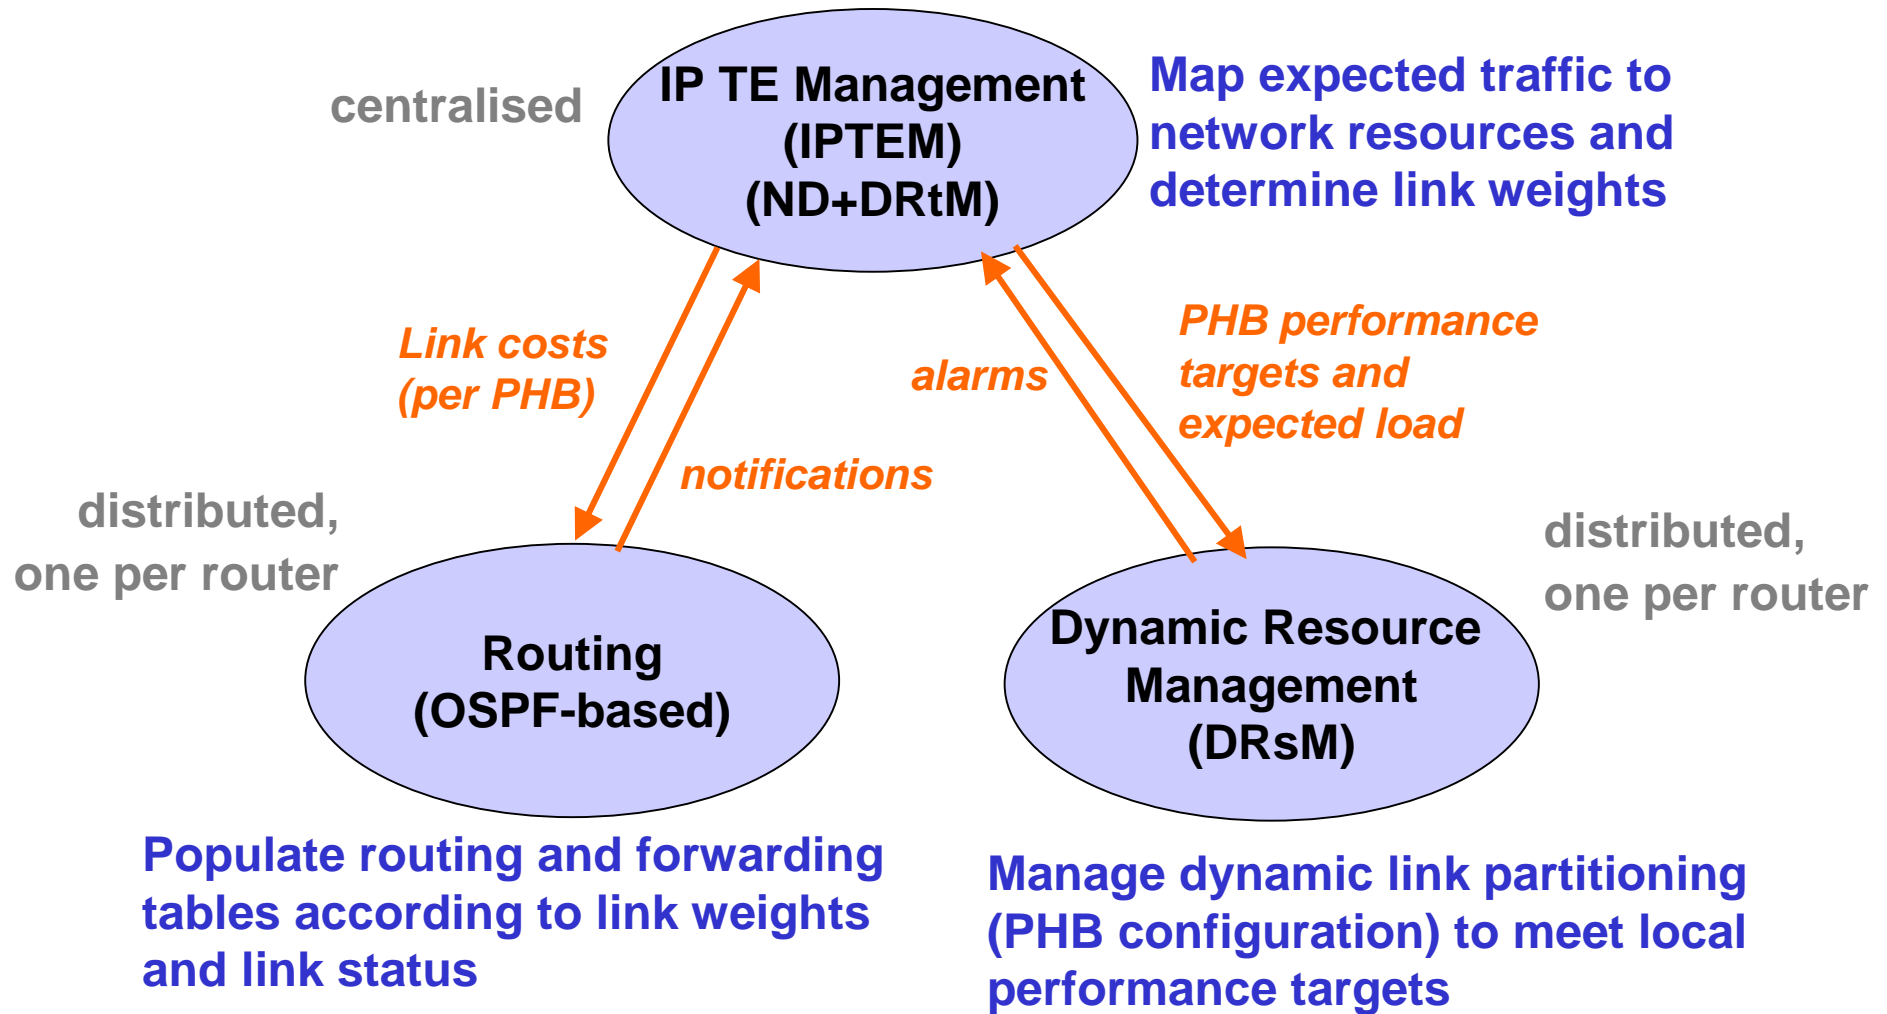 centralised
IP TE Management
(IPTEM)
(ND+DRtM)
Map expected traffic to
network resources and
determine link weights
Link costs
(per PHB)
notifications
alarms
PHB performance
targets and
expected load
distributed,
one per router
Routing
(OSPF-based)
Populate routing and forwarding
tables according to link weights
and link status
distributed,
one per router
Dynamic Resource
Management
(DRsM)
Manage dynamic link partitioning
(PHB configuration) to meet local
performance targets